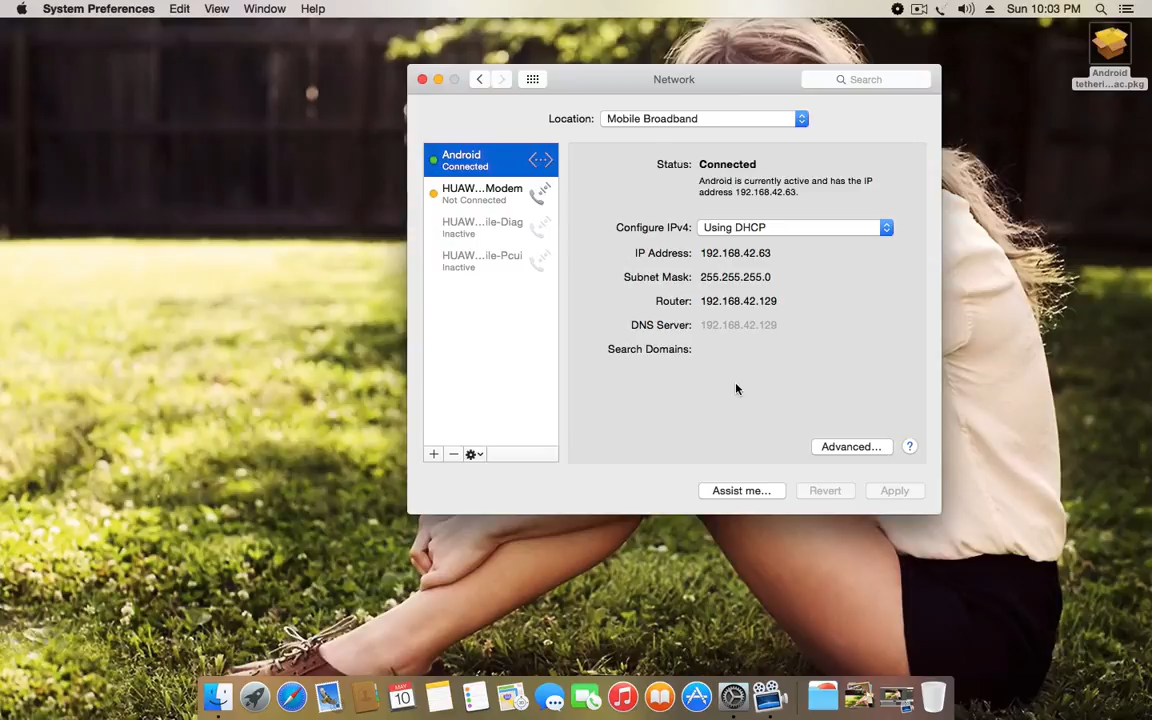 System Preferences Edit View Window Help Sun 10:03 PM
Network
Search
Android
tetheri...ac.pkg
Location: Mobile Broadband
Android
Connected
HUAW...Modem
Not Connected
HUAW...ile-Diag
Inactive
HUAW...ile-Pcui
Inactive
Status: Connected
Android is currently active and has the IP
address 192.168.42.63.
Configure IPv4: Using DHCP
IP Address: 192.168.42.63
Subnet Mask: 255.255.255.0
Router: 192.168.42.129
DNS Server: 192.168.42.129
Search Domains:
Advanced... ?
Assist me... Revert Apply
MAY
10